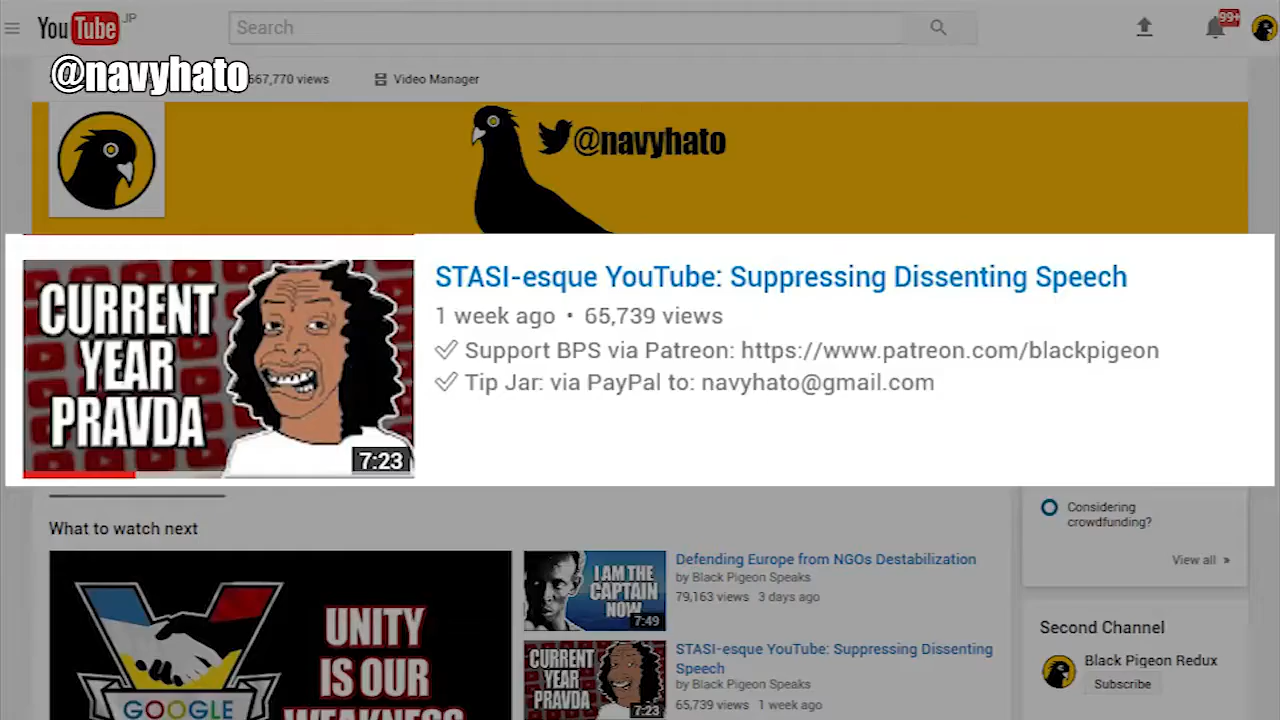 YouTube JP
Search
99+
@navyhato
667,770 views
Video Manager
@navyhato
CURRENT
YEAR
PRAVDA
7:23
STASI-esque YouTube: Suppressing Dissenting Speech
1 week ago • 65,739 views
Support BPS via Patreon: https://www.patreon.com/blackpigeon
Tip Jar: via PayPal to: navyhato@gmail.com
Considering
crowdfunding?
View all »
What to watch next
UNITY
IS OUR
WEAKNESS
GOOGLE
I AM THE
CAPTAIN
NOW
7:49
Defending Europe from NGOs Destabilization
by Black Pigeon Speaks
79,163 views 3 days ago
CURRENT
YEAR
PRAVDA
7:23
STASI-esque YouTube: Suppressing Dissenting
Speech
by Black Pigeon Speaks
65,739 views 1 week ago
Second Channel
Black Pigeon Redux
Subscribe